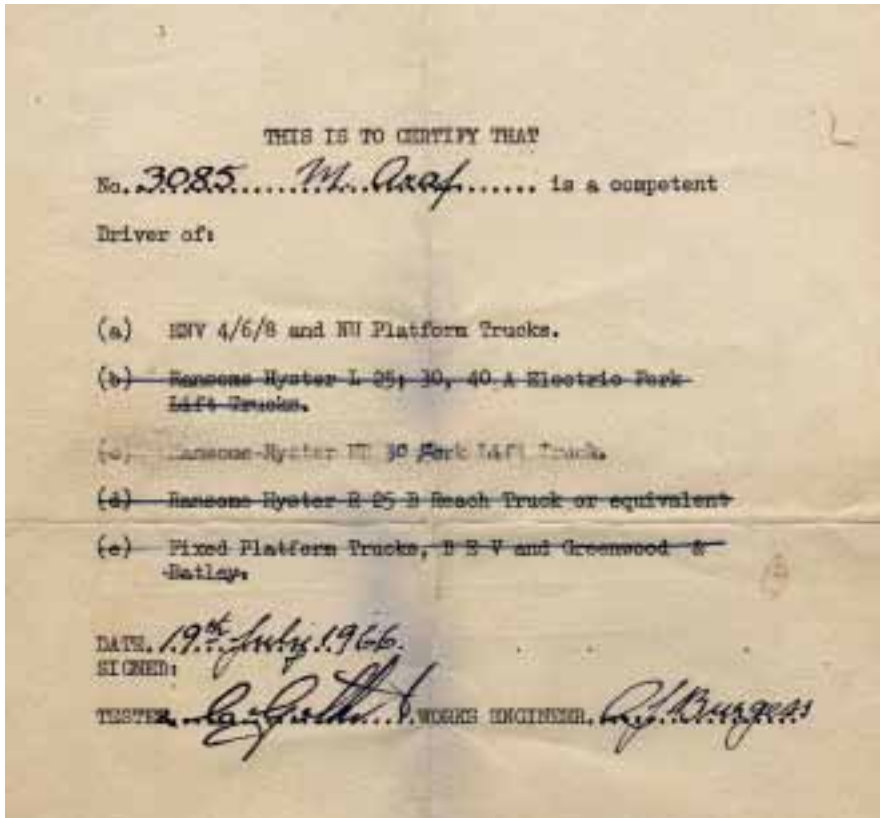 THIS IS TO CERTIFY THAT
No. 3085 M. Asaf is a competent
Driver of:
(a) ENV 4/6/8 and NU Platform Trucks.
(b) Ransome Hyster L 25; 30, 40 A Electric Fork
Lift Trucks.
(c) Ransome-Hyster 30 Fork Lift Truck.
(d) Ransome Hyster R 25 B Reach Truck or equivalent
(e) Fixed Platform Trucks, B E V and Greenwood &
Batley.
DATE. 19th July 1966.
SIGNED:
TESTER WORKS ENGINEER. Burgess